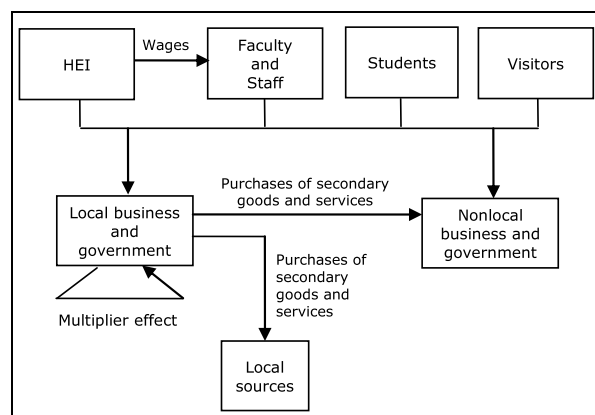 HEI
Wages
Faculty
and
Staff
Students
Visitors
Purchases of secondary
goods and services
Local business
and
government
Nonlocal
business and
government
Purchases of
secondary
goods and
services
Multiplier effect
Local
sources